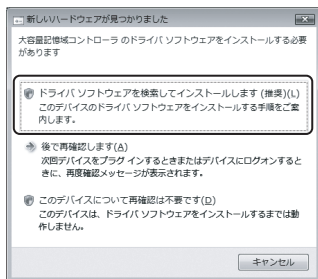 新しいハードウェアが見つかりました
大容量記憶域コントローラ のドライバ ソフトウェアをインストールする必要
があります
ドライバ ソフトウェアを検索してインストールします (推奨)(L)
このデバイスのドライバ ソフトウェアをインストールする手順をご案
内します。
後で再確認します(A)
次回デバイスをプラグ インするときまたはデバイスにログオンすると
きに、再度確認メッセージが表示されます。
このデバイスについて再確認は不要です(D)
このデバイスは、ドライバ ソフトウェアをインストールするまでは動
作しません。
キャンセル